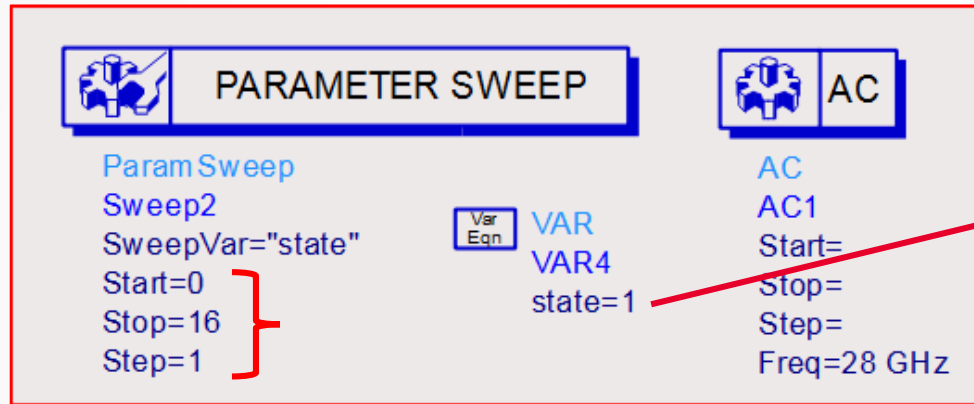 PARAMETER SWEEP
ParamSweep
Sweep2
SweepVar="state"
Start=0
Stop=16
Step=1
Var
Eqn
VAR
VAR4
state=1
AC
AC
AC1
Start=
Stop=
Step=
Freq=28 GHz